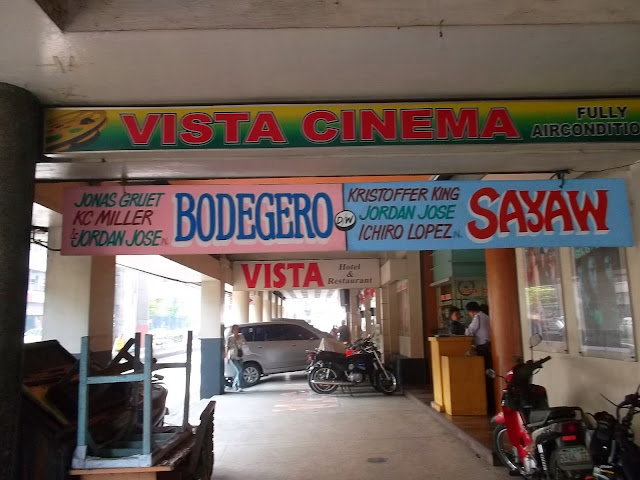 VISTA CINEMA
FULLY
AIRCONDITIO
JONAS GRUET
KC MILLER
JORDAN JOSE
BODEGERO
D/W
KRISTOFFER KING
JORDAN JOSE
ICHIRO LOPEZ
SAYAW
VISTA
Hotel
&
Restaurant